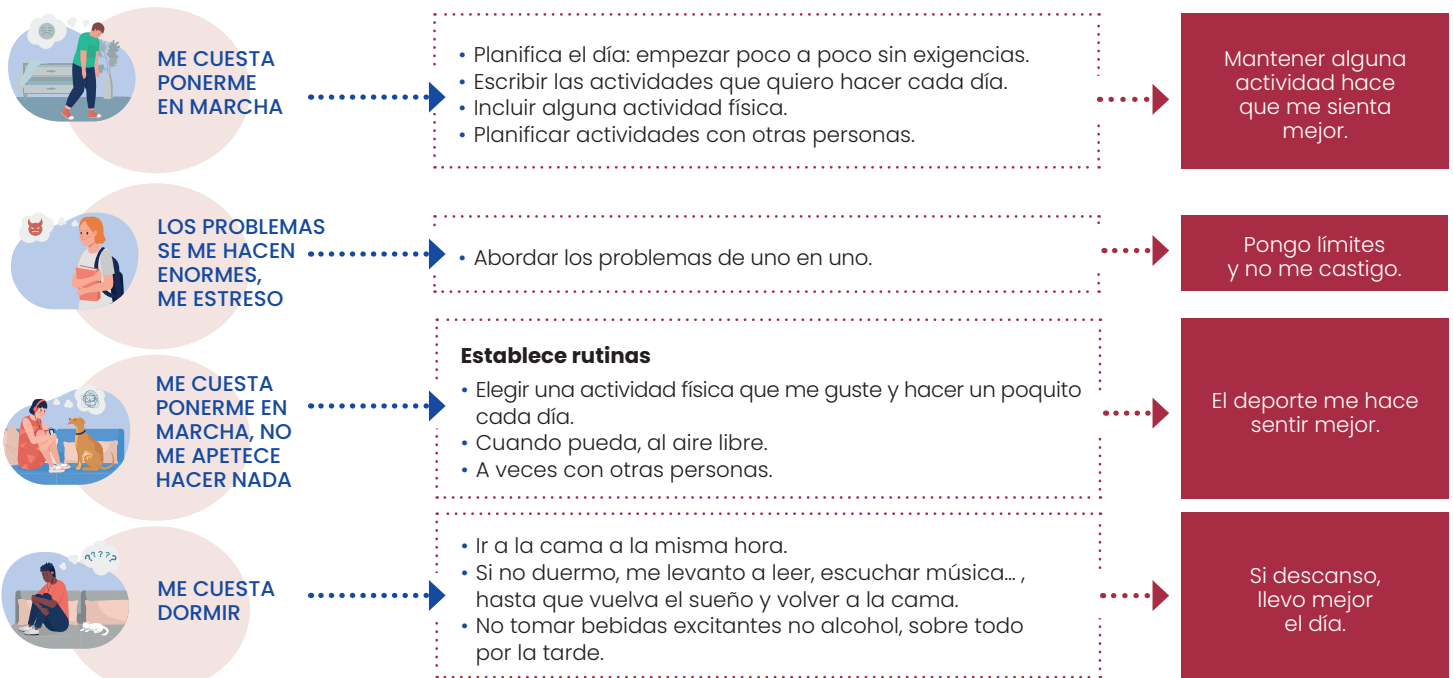 ME CUESTA
PONERME
EN MARCHA
• Planifica el día: empezar poco a poco sin exigencias.
• Escribir las actividades que quiero hacer cada día.
• Incluir alguna actividad física.
• Planificar actividades con otras personas.
Mantener alguna
actividad hace
que me sienta
mejor.
LOS PROBLEMAS
SE ME HACEN
ENORMES,
ME ESTRESO
• Abordar los problemas de uno en uno.
Pongo límites
y no me castigo.
ME CUESTA
PONERME EN
MARCHA, NO
ME APETECE
HACER NADA
Establece rutinas
• Elegir una actividad física que me guste y hacer un poquito
cada día.
• Cuando pueda, al aire libre.
• A veces con otras personas.
El deporte me hace
sentir mejor.
????
ME CUESTA
DORMIR
• Ir a la cama a la misma hora.
• Si no duermo, me levanto a leer, escuchar música... ,
hasta que vuelva el sueño y volver a la cama.
• No tomar bebidas excitantes no alcohol, sobre todo
por la tarde.
Si descanso,
llevo mejor
el día.